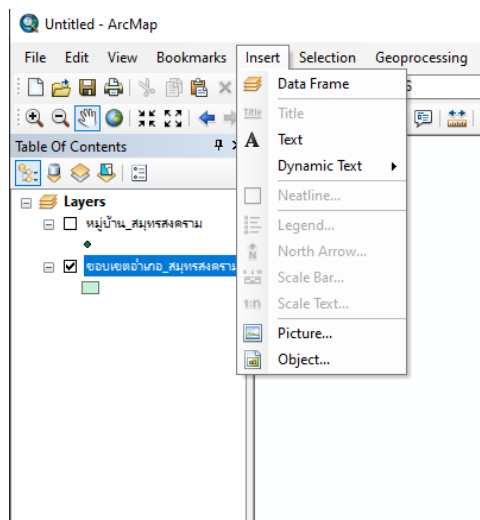 Untitled - ArcMap
File Edit View Bookmarks Insert Selection Geoprocessing
Table Of Contents
Layers
หมู่บ้าน_สมุทรสงคราม
ขอบเขตอำเภอ_สมุทรสงคราม
Data Frame
Title Title
A Text
Dynamic Text
Neatline...
Legend...
N North Arrow...
Scale Bar...
1:n Scale Text...
Picture...
Object...